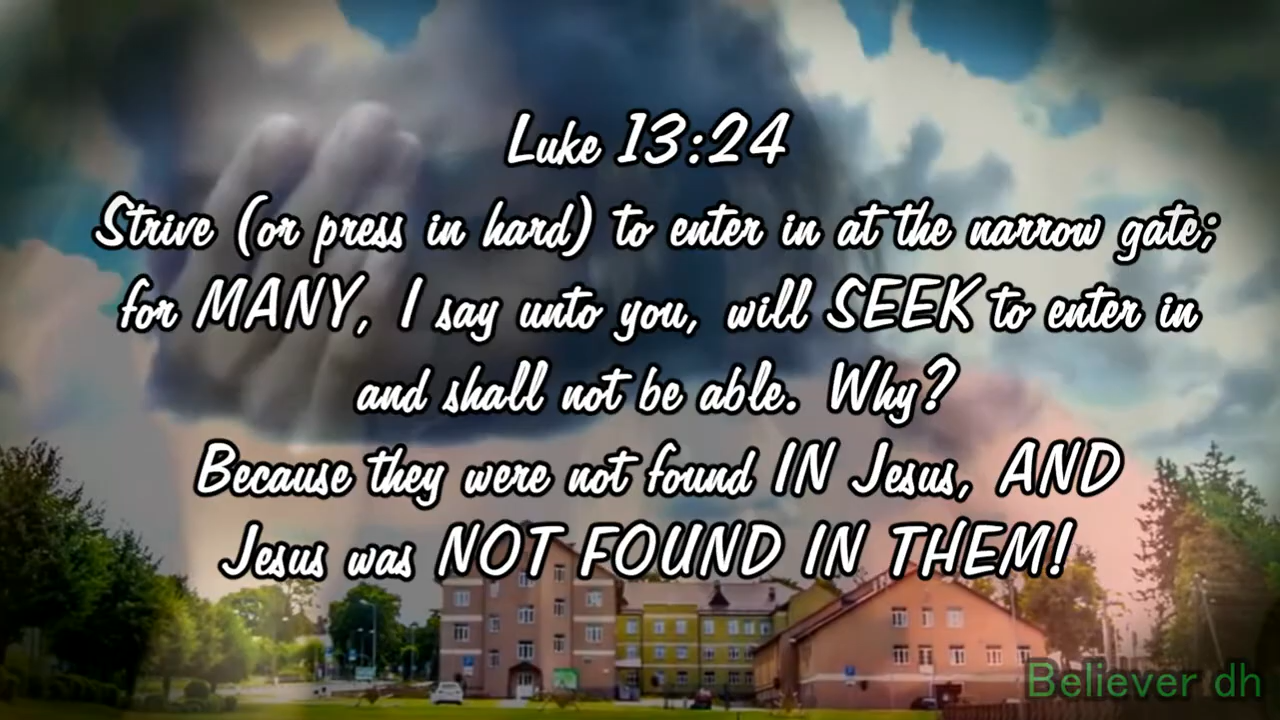 Luke 13:24
Strive (or press in hard) to enter in at the narrow gate;
for MANY, I say unto you, will SEEK to enter in
and shall not be able. Why?
Because they were not found IN Jesus, AND
Jesus was NOT FOUND IN THEM!
Believer dh